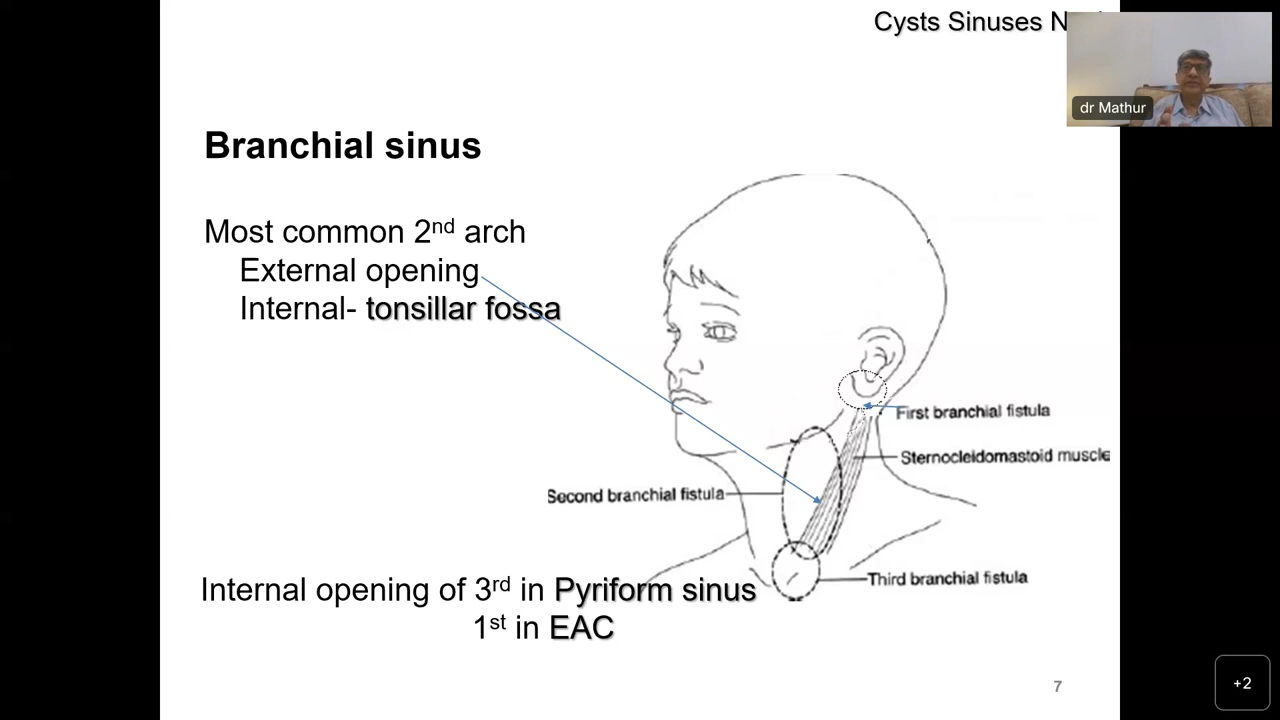 Cysts Sinuses
dr Mathur
Branchial sinus
Most common 2nd arch
External opening
Internal- tonsillar fossa
First branchial fistula
Sternocleidomastoid muscle
Second branchial fistula
Third branchial fistula
Internal opening of 3rd in Pyriform sinus
1st in EAC
7
+2